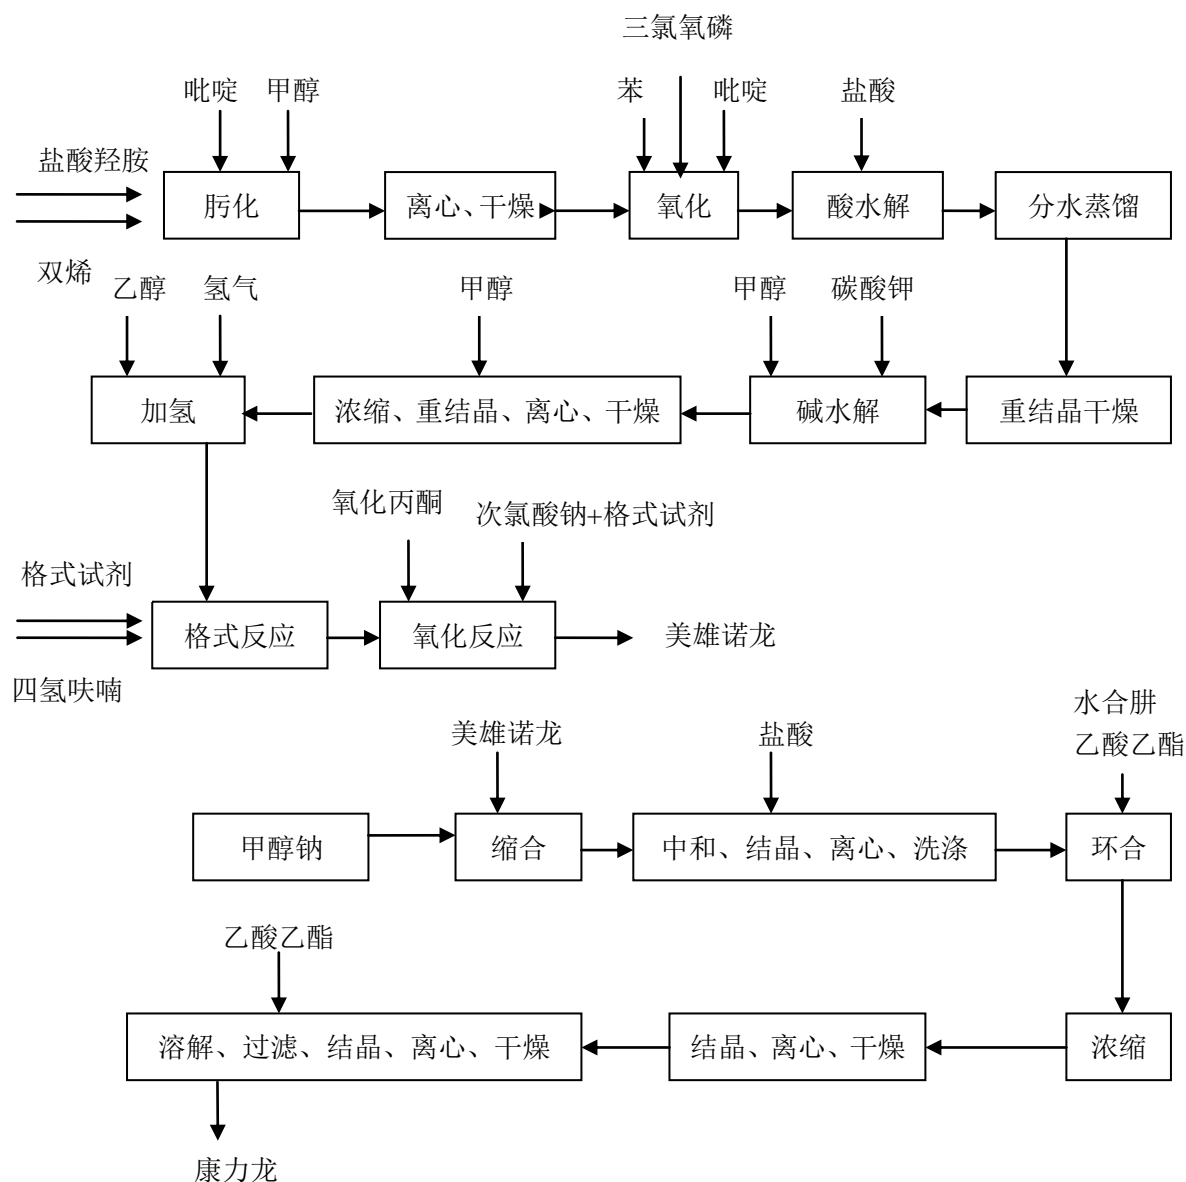 三氯氧磷
吡啶 甲醇 苯 吡啶 盐酸
盐酸羟胺
肟化 离心、干燥 氧化 酸水解 分水蒸馏
双烯
乙醇 氢气 甲醇 甲醇 碳酸钾
加氢 浓缩、重结晶、离心、干燥 碱水解 重结晶干燥
氧化丙酮 次氯酸钠+格式试剂
格式试剂
格式反应 氧化反应 美雄诺龙
四氢呋喃
水合肼
美雄诺龙 盐酸 乙酸乙酯
甲醇钠 缩合 中和、结晶、离心、洗涤 环合
乙酸乙酯
溶解、过滤、结晶、离心、干燥 结晶、离心、干燥 浓缩
康力龙